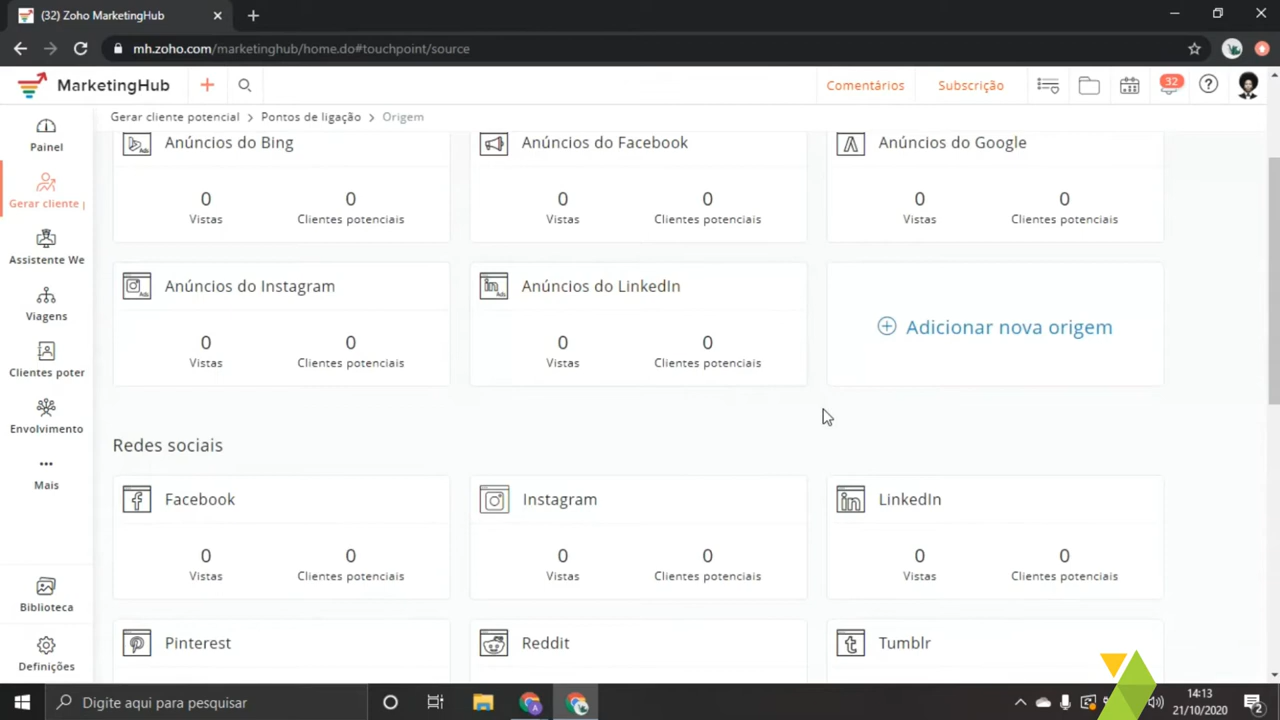 (32) Zoho MarketingHub
mh.zoho.com/marketinghub/home.do#touchpoint/source
MarketingHub
Comentários
Subscrição
32
Gerar cliente potencial > Pontos de ligação > Origem
Painel
Gerar cliente
Assistente We
Viagens
Clientes poter
Envolvimento
Mais
Biblioteca
Definições
Anúncios do Bing
0 0
Vistas Clientes potenciais
Anúncios do Facebook
0 0
Vistas Clientes potenciais
Anúncios do Google
0 0
Vistas Clientes potenciais
Anúncios do Instagram
0 0
Vistas Clientes potenciais
Anúncios do LinkedIn
0 0
Vistas Clientes potenciais
Adicionar nova origem
Redes sociais
Facebook
0 0
Vistas Clientes potenciais
Instagram
0 0
Vistas Clientes potenciais
LinkedIn
0 0
Vistas Clientes potenciais
Pinterest
Reddit
Tumblr
Digite aqui para pesquisar
14:13
21/10/2020
2